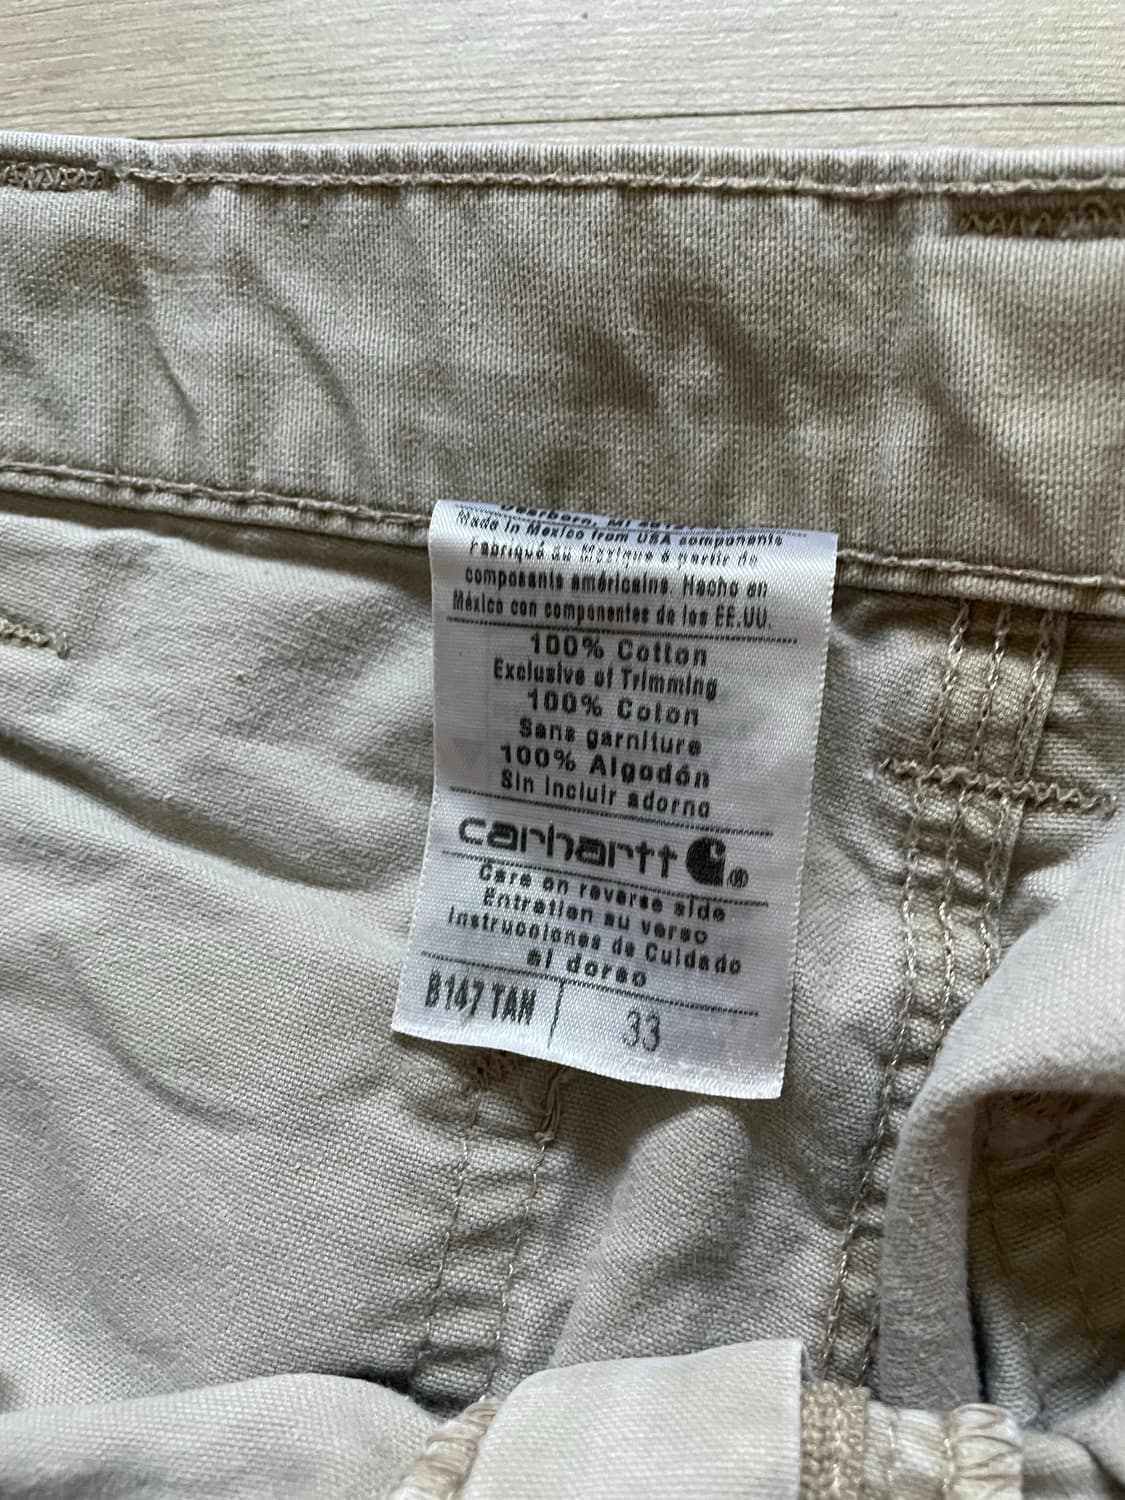 Dearborn, MI
Made in Mexico from USA components
Fabriqué au Mexique à partir de
composants américains. Hecho en
México con componentes de los EE.UU.
100% Cotton
Exclusive of Trimming
100% Coton
Sans garniture
100% Algodón
Sin incluir adorno
carhartt ®
Care on reverse side
Entretien au verso
Instrucciones de Cuidado
al dorso
B147 TAN 33